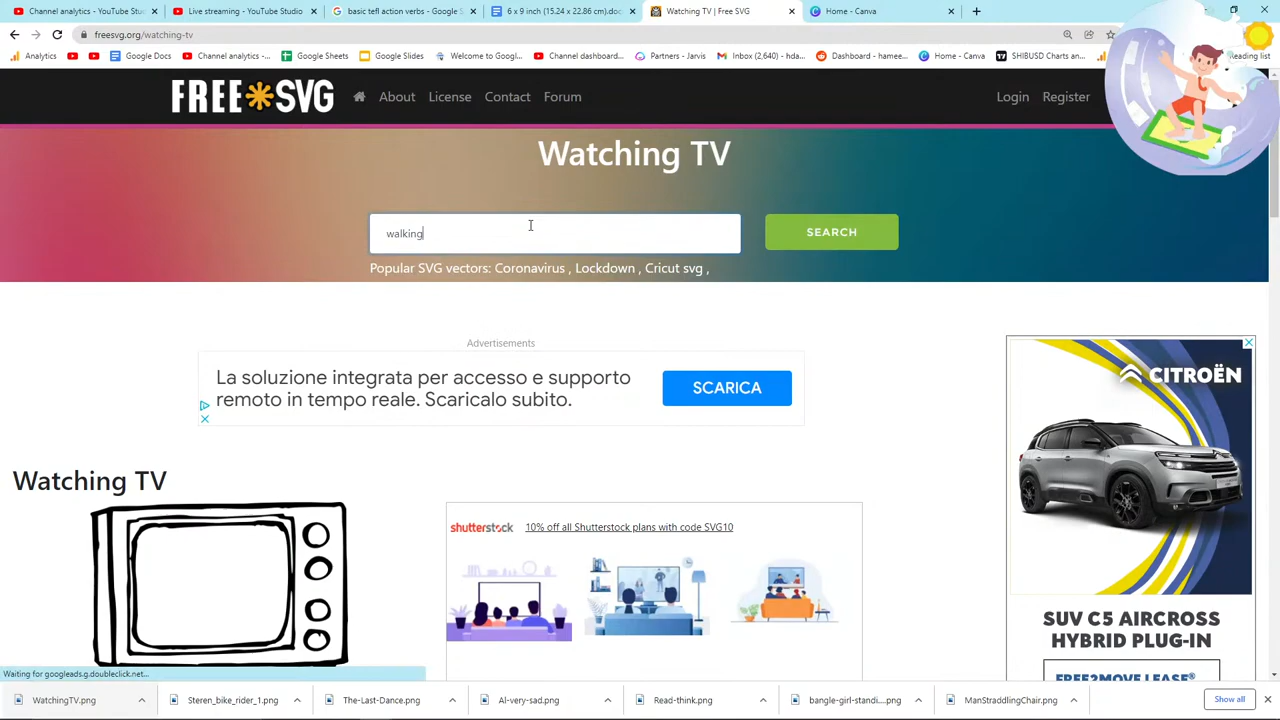 Channel analytics - YouTube Studio
Live streaming - YouTube Studio
basic tefl action verbs - Google S
6 x 9 inch (15.24 x 22.86 cm).doc
Watching TV | Free SVG
Home - Canva
freesvg.org/watching-tv
Analytics
Google Docs
Channel analytics -...
Google Sheets
Google Slides
Welcome to Googl...
Channel dashboard...
Partners - Jarvis
Inbox (2,640) - hda...
Dashboard - hamee...
Home - Canva
SHIBUSD Charts an...
Reading list
FREE SVG
About
License
Contact
Forum
Login
Register
Watching TV
walking
SEARCH
Popular SVG vectors: Coronavirus , Lockdown , Cricut svg ,
Advertisements
La soluzione integrata per accesso e supporto
remoto in tempo reale. Scaricalo subito.
SCARICA
CITROËN
Watching TV
shutterstock
10% off all Shutterstock plans with code SVG10
SUV C5 AIRCROSS
HYBRID PLUG-IN
FREE2MOVE LEASE®
Waiting for googleads.g.doubleclick.net...
WatchingTV.png
Steren_bike_rider_1.png
The-Last-Dance.png
Al-very-sad.png
Read-think.png
bangle-girl-standi....png
ManStraddlingChair.png
Show all